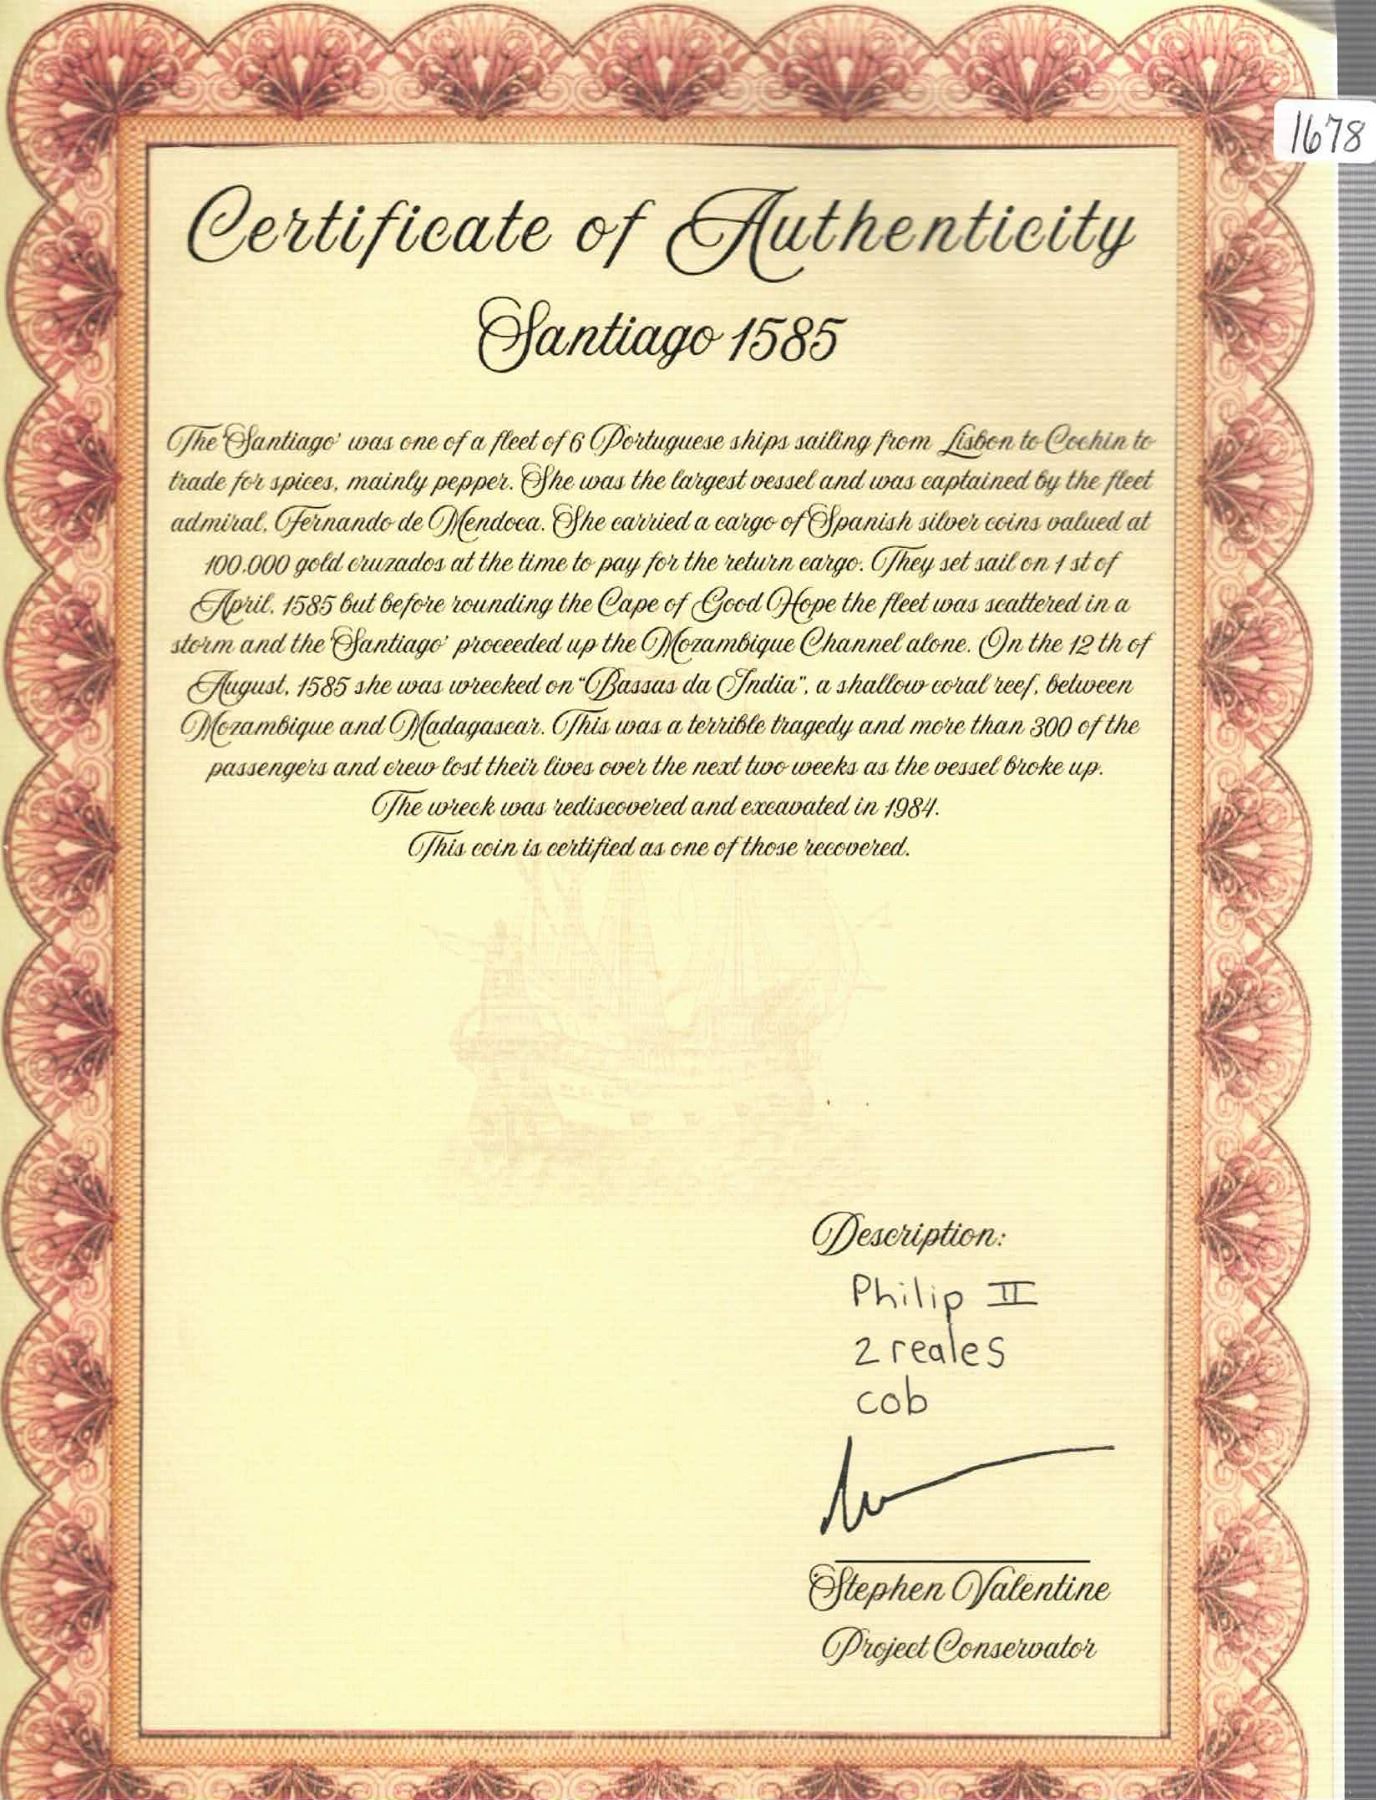 1678
Certificate of Authenticity
Santiago 1585
The 'Santiago' was one of a fleet of 6 Portuguese ships sailing from Lisbon to Cochin to
trade for spices, mainly pepper. She was the largest vessel and was captained by the fleet
admiral, Fernando de Mendoca. She carried a cargo of Spanish silver coins valued at
100.000 gold cruzados at the time to pay for the return cargo. They set sail on 1 st of
April, 1585 but before rounding the Cape of Good Hope the fleet was scattered in a
storm and the 'Santiago' proceeded up the Mozambique Channel alone. On the 12 th of
August, 1585 she was wrecked on "Bassas da India", a shallow coral reef, between
Mozambique and Madagascar. This was a terrible tragedy and more than 300 of the
passengers and crew lost their lives over the next two weeks as the vessel broke up.
The wreck was rediscovered and excavated in 1984.
This coin is certified as one of those recovered.
Description:
Philip II
2 reales
cob
Stephen Valentine
Project Conservator